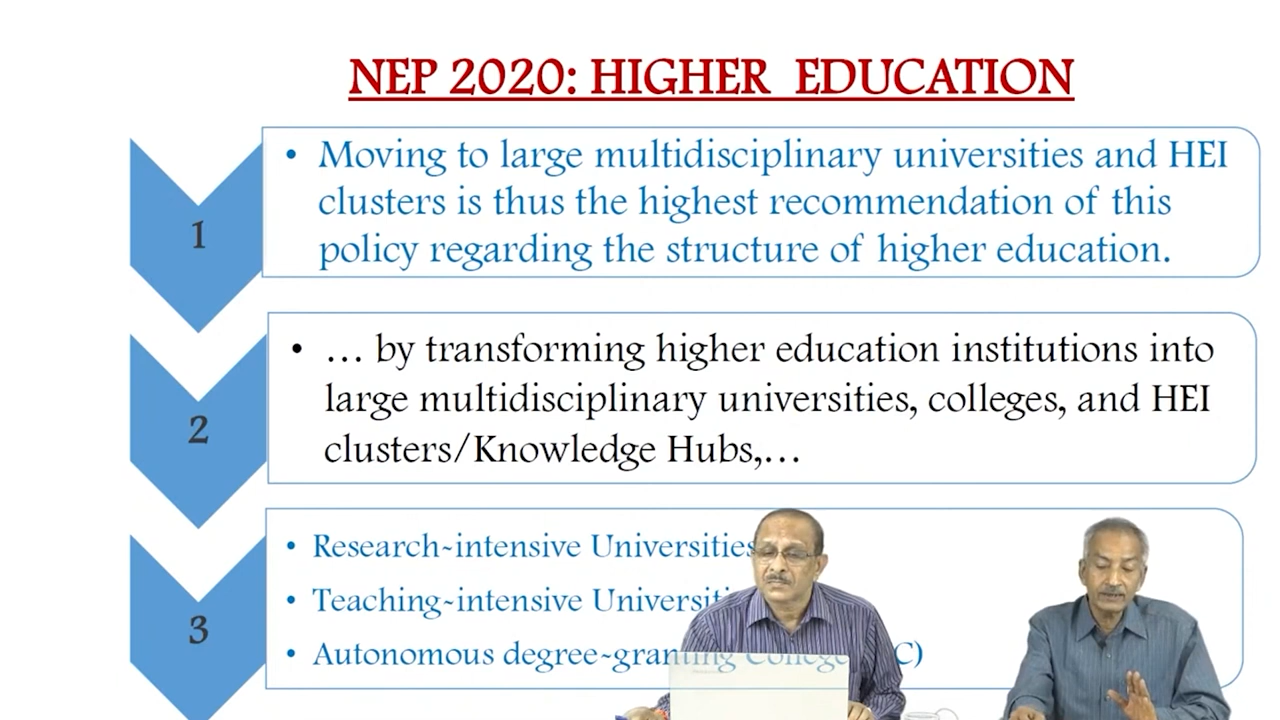 NEP 2020: HIGHER EDUCATION
1
• Moving to large multidisciplinary universities and HEI
clusters is thus the highest recommendation of this
policy regarding the structure of higher education.
2
• … by transforming higher education institutions into
large multidisciplinary universities, colleges, and HEI
clusters/Knowledge Hubs,…
3
• Research-intensive Universities
• Teaching-intensive
• Autonomous degree-granting College C)